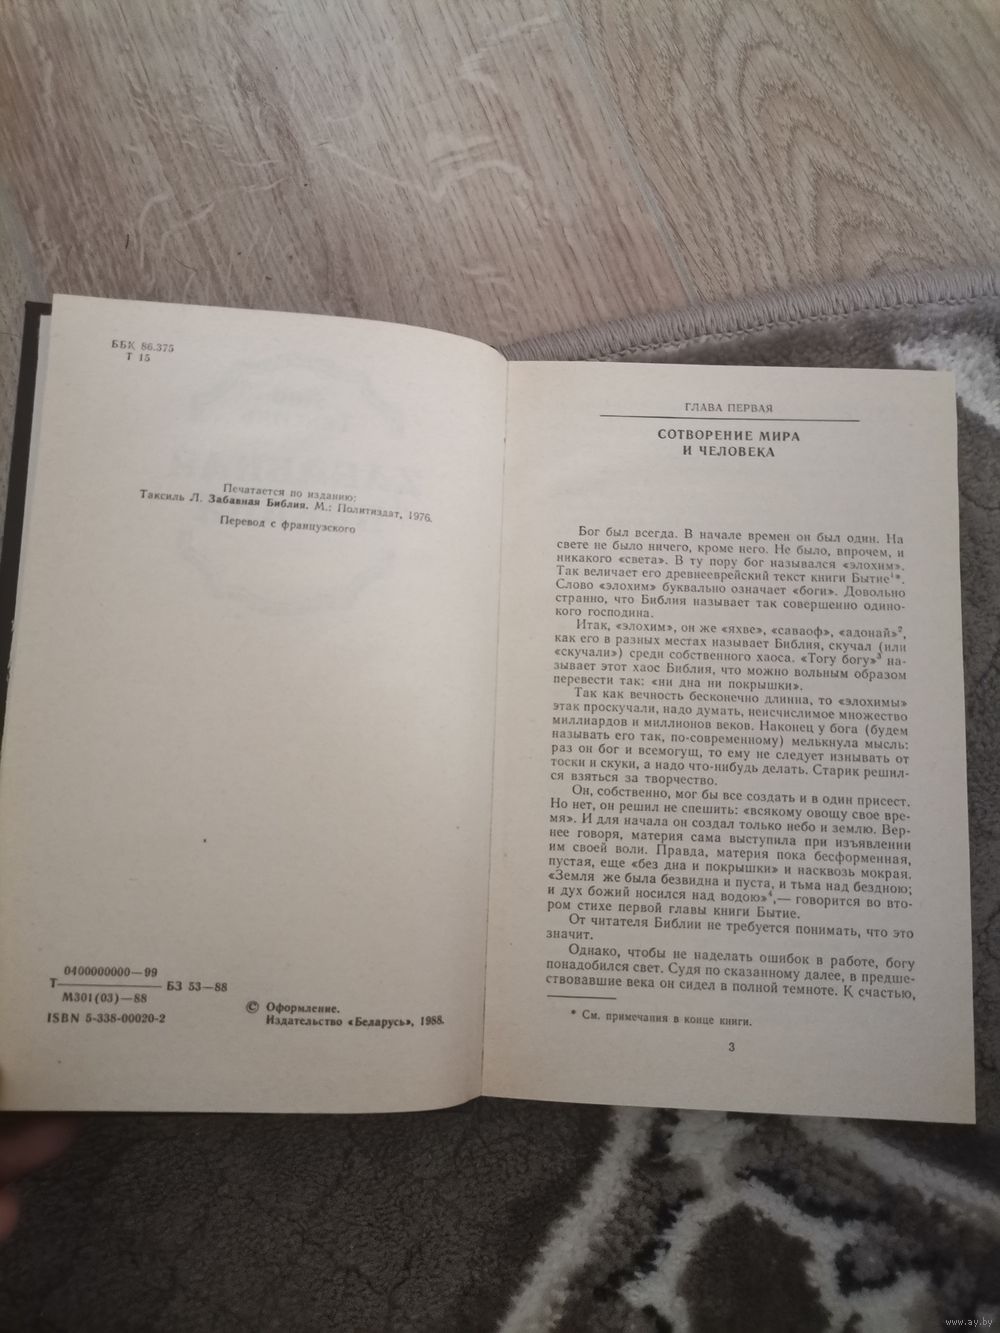 ББК 86.375
Т 15
Печатается по изданию:
Таксиль Л. Забавная Библия. М.: Политиздат, 1976.
Перевод с французского
0400000000—99
Т
БЗ 53—88
М301(03)—88
ISBN 5-338-00020-2
© Оформление.
Издательство «Беларусь», 1988.
ГЛАВА ПЕРВАЯ
СОТВОРЕНИЕ МИРА
И ЧЕЛОВЕКА
Бог был всегда. В начале времен он был один. На
свете не было ничего, кроме него. Не было, впрочем, и
никакого «света». В ту пору бог назывался «элохим».
Так величает его древнееврейский текст книги Бытие¹*.
Слово «элохим» буквально означает «боги». Довольно
странно, что Библия называет так совершенно одино-
кого господина.
Итак, «элохим», он же «яхве», «саваоф», «адонай»²,
как его в разных местах называет Библия, скучал (или
«скучали») среди собственного хаоса. «Тогу богу»³ на-
зывает этот хаос Библия, что можно вольным образом
перевести так: «ни дна ни покрышки».
Так как вечность бесконечно длинна, то «элохимы»
этак проскучали, надо думать, неисчислимое множество
миллиардов и миллионов веков. Наконец у бога (будем
называть его так, по-современному) мелькнула мысль:
раз он бог и всемогущ, то ему не следует изнывать от
тоски и скуки, а надо что-нибудь делать. Старик решил-
ся взяться за творчество.
Он, собственно, мог бы все создать и в один присест.
Но нет, он решил не спешить: «всякому овощу свое вре-
мя». И для начала он создал только небо и землю. Вер-
нее говоря, материя сама выступила при изъявлении
им своей воли. Правда, материя пока бесформенная,
пустая, еще «без дна и покрышки» и насквозь мокрая.
«Земля же была безвидна и пуста, и тьма над бездною;
и дух божий носился над водою»⁴,— говорится во вто-
ром стихе первой главы книги Бытие.
От читателя Библии не требуется понимать, что это
значит.
Однако, чтобы не наделать ошибок в работе, богу
понадобился свет. Судя по сказанному далее, в предше-
ствовавшие века он сидел в полной темноте. К счастью,
* См. примечания в конце книги.
3
www.ay.by